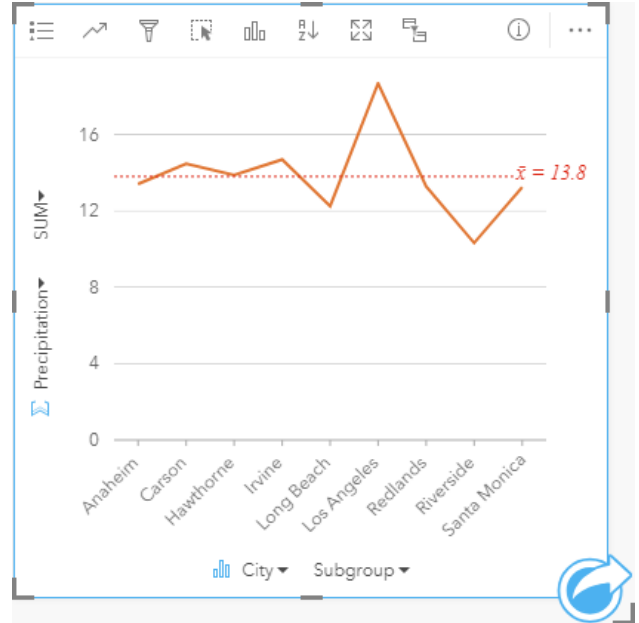 16
x̄ = 13.8
12
8
4
0
SUM
Precipitation
Anaheim
Carson
Hawthorne
Irvine
Long Beach
Los Angeles
Redlands
Riverside
Santa Monica
City Subgroup